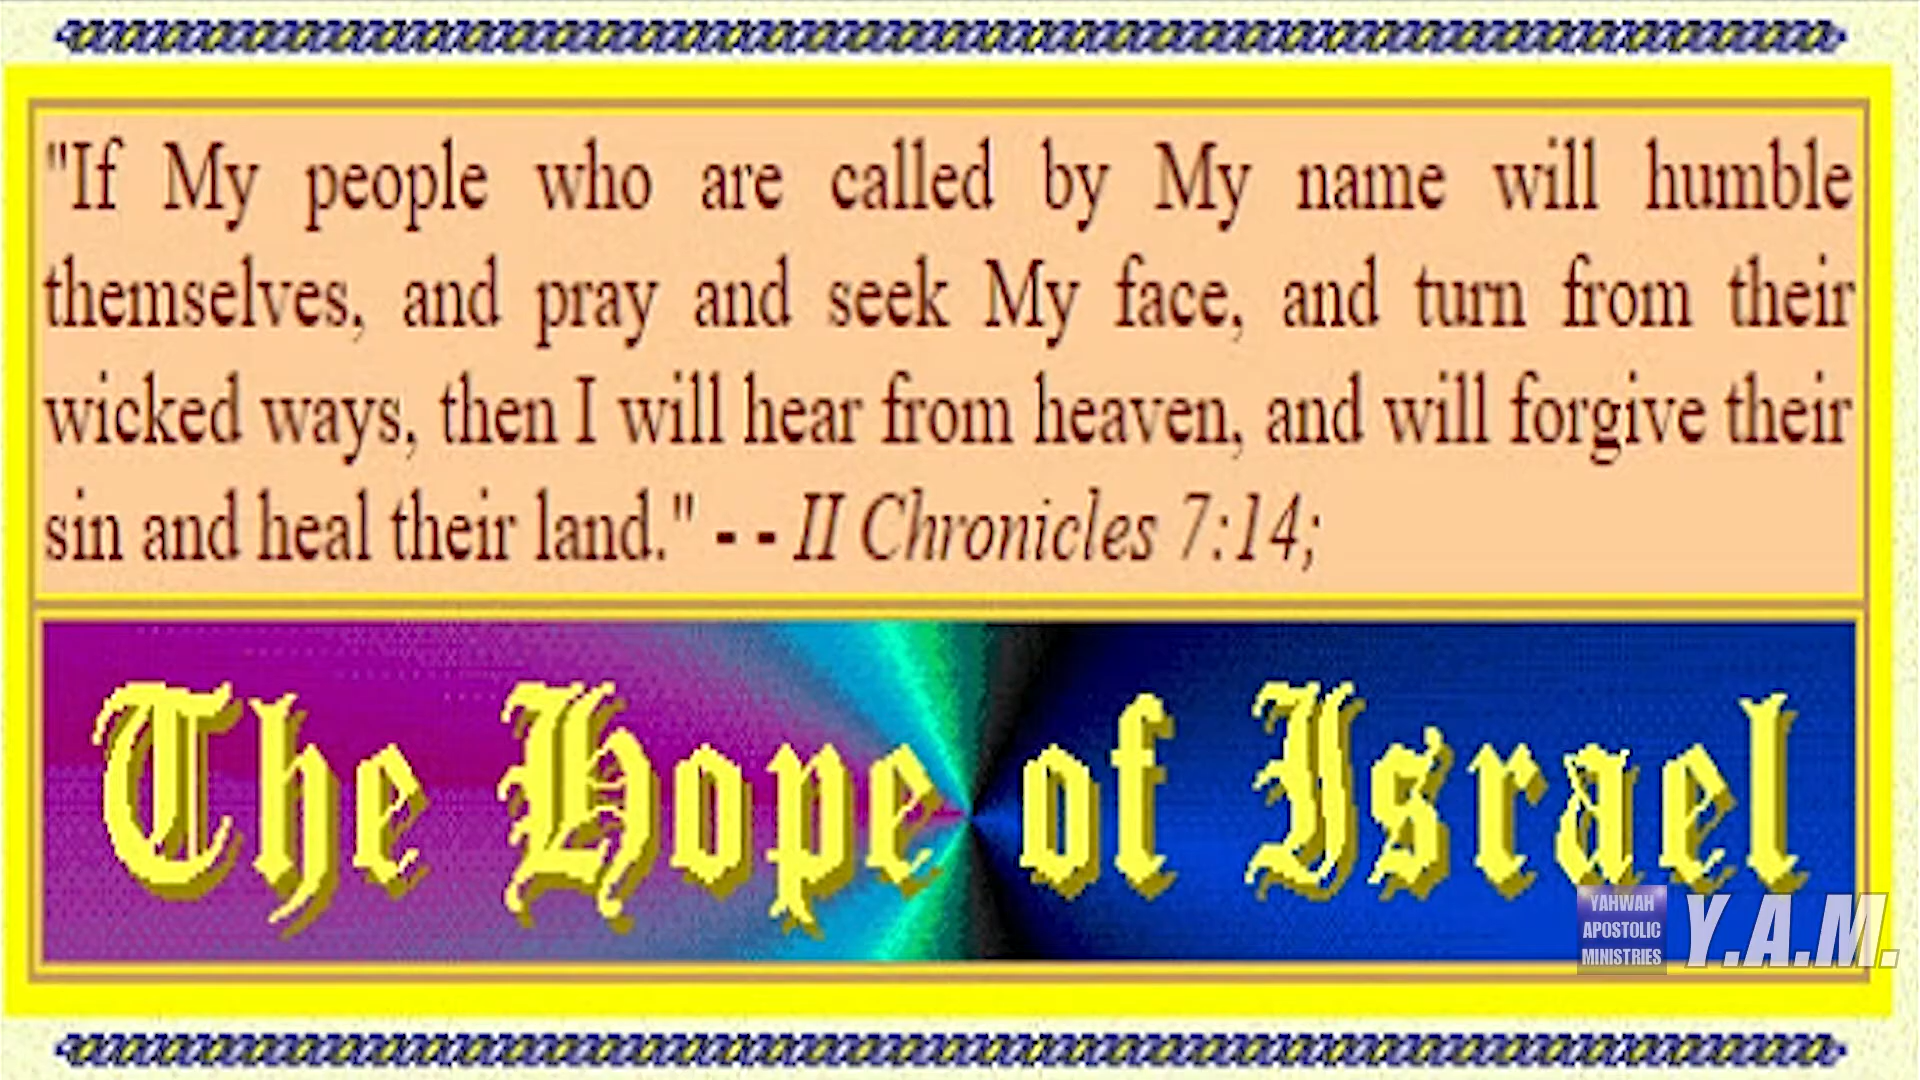 "If My people who are called by My name will humble
themselves, and pray and seek My face, and turn from their
wicked ways, then I will hear from heaven, and will forgive their
sin and heal their land." - - II Chronicles 7:14;
The Hope of Israel
YAHWAH
APOSTOLIC
MINISTRIES
Y.A.M.